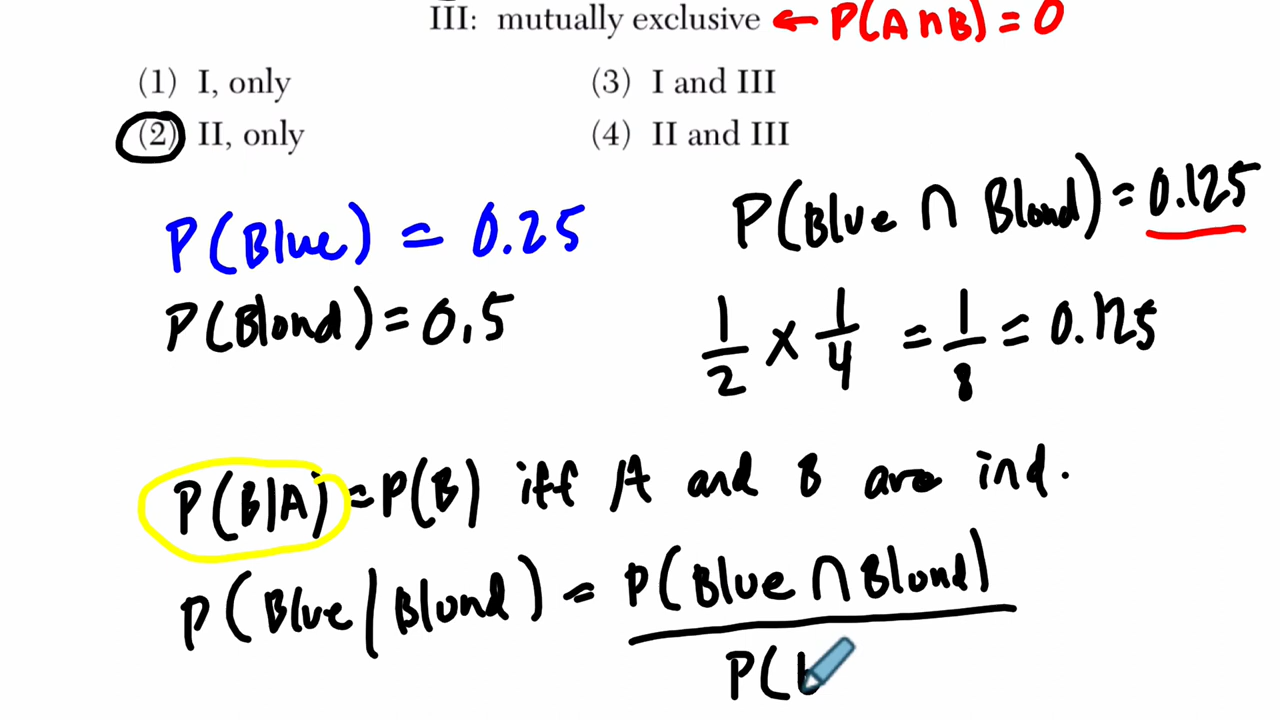 III: mutually exclusive ← P(A∩B) = 0
(1) I, only (3) I and III
(2) II, only (4) II and III
P(Blue) = 0.25
P(Blond) = 0.5
P(Blue ∩ Blond) = 0.125
1/2 × 1/4 = 1/8 = 0.125
P(B|A) = P(B) iff A and B are ind.
P(Blue|Blond) = P(Blue ∩ Blond)
P(